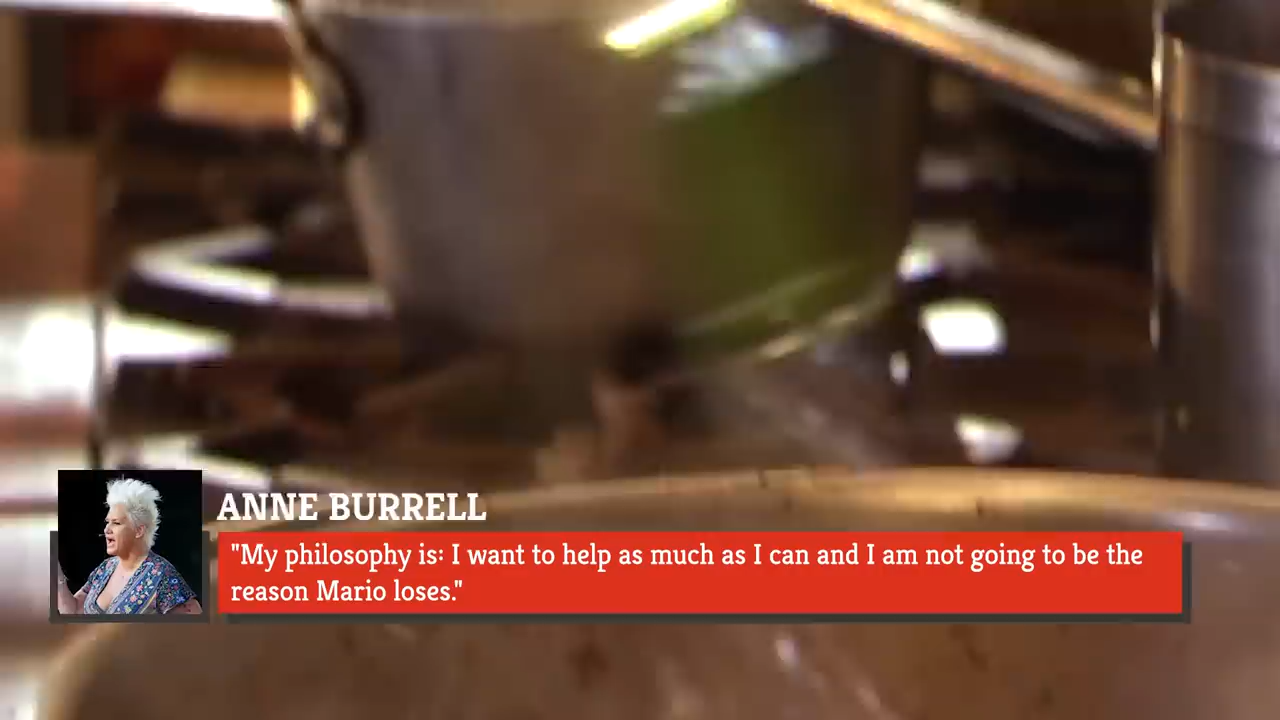 ANNE BURRELL
"My philosophy is: I want to help as much as I can and I am not going to be the
reason Mario loses."